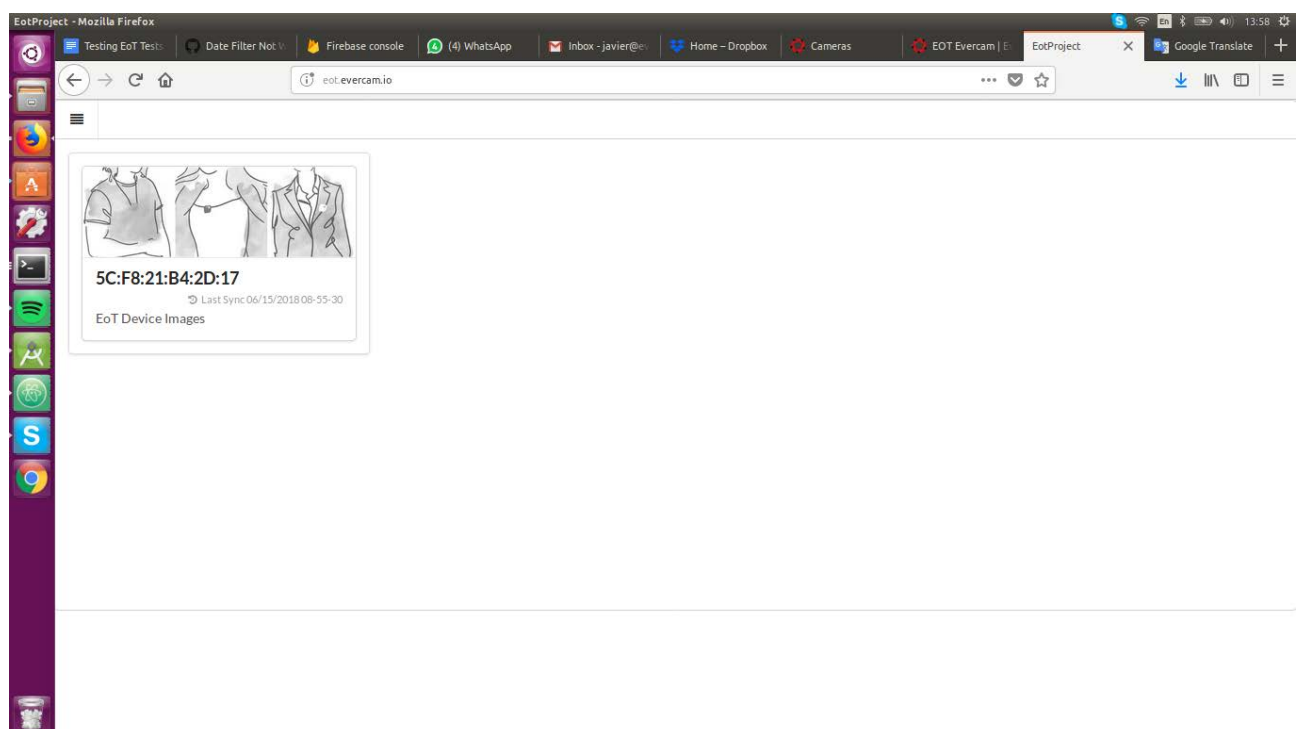 EotProject - Mozilla Firefox
En
13:58
Testing EoT Tests
Date Filter Not
Firebase console
(4) WhatsApp
Inbox - javier@e
Home – Dropbox
Cameras
EOT Evercam |
EotProject
Google Translate
eot.evercam.io
5C:F8:21:B4:2D:17
Last Sync 06/15/2018 08-55-30
EoT Device Images